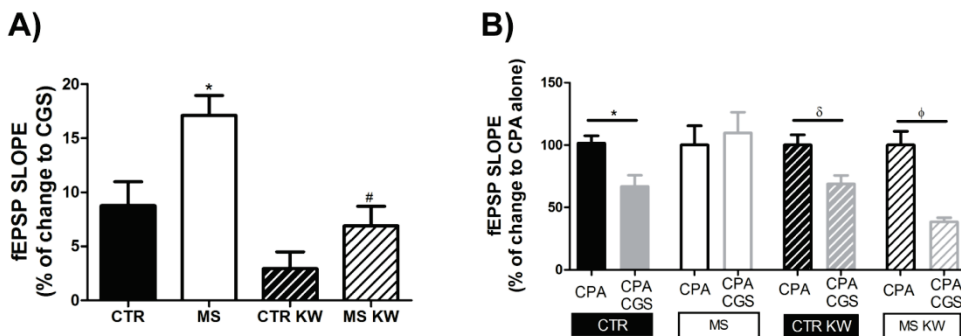 A)
fEPSP SLOPE
(% of change to CGS)
20
15
10
5
0
*
#
CTR MS CTR KW MS KW
B)
fEPSP SLOPE
(% of change to CPA alone)
150
100
50
0
* δ ϕ
CPA CPA CPA CPA CPA CPA CPA CPA
CGS CGS CGS CGS
CTR MS CTR KW MS KW